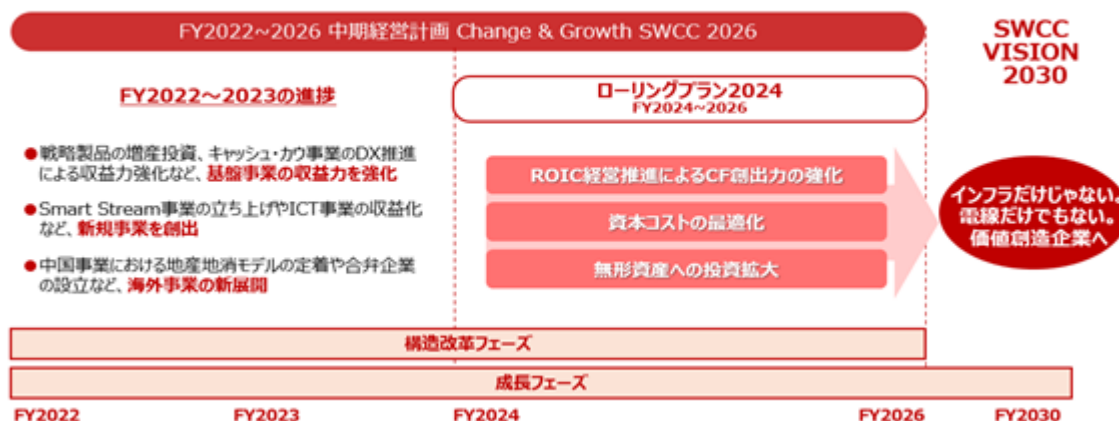 FY2022~2026 中期経営計画 Change & Growth SWCC 2026
SWCC
VISION
2030
FY2022～2023の進捗
ローリングプラン2024
FY2024~2026
●戦略製品の増産投資、キャッシュ・カウ事業のDX推進
による収益力強化など、基盤事業の収益力を強化
●Smart Stream事業の立ち上げやICT事業の収益化
など、新規事業を創出
●中国事業における地産地消モデルの定着や合弁企業
の設立など、海外事業の新展開
ROIC経営推進によるCF創出力の強化
資本コストの最適化
無形資産への投資拡大
インフラだけじゃない。
電線だけでもない。
価値創造企業へ
構造改革フェーズ
成長フェーズ
FY2022 FY2023 FY2024 FY2026 FY2030